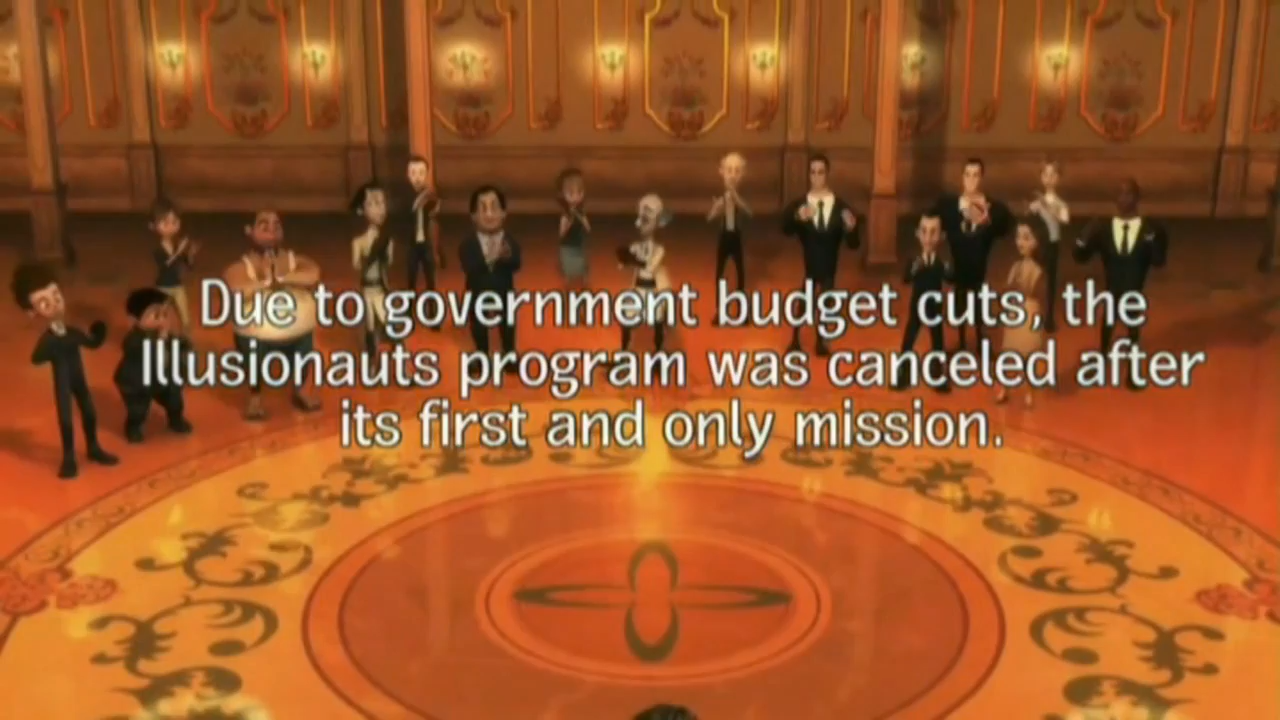 Due to government budget cuts, the
Illusionauts program was canceled after
its first and only mission.